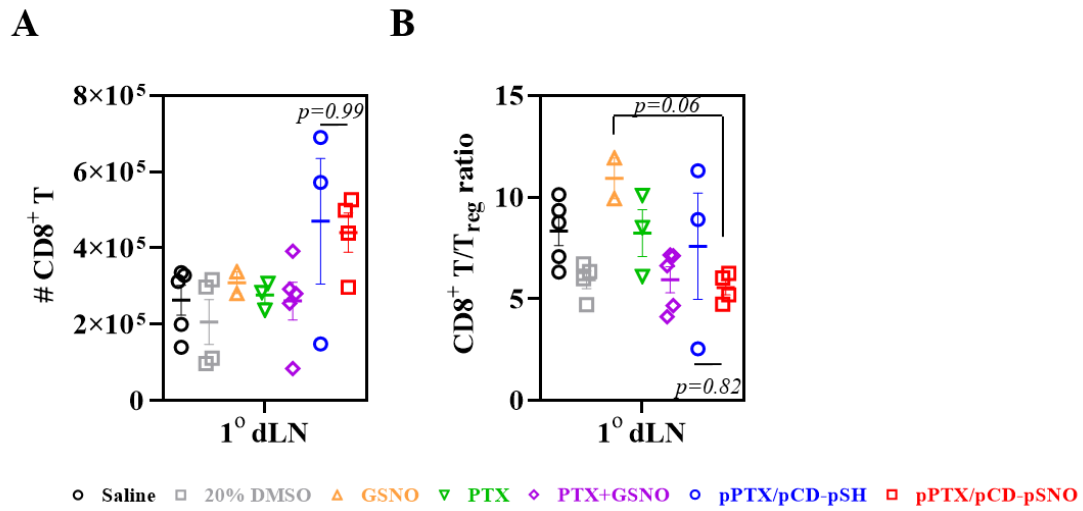 A
B
# CD8⁺ T
8×10⁵
6×10⁵
4×10⁵
2×10⁵
0
p=0.99
1° dLN
CD8⁺ T/Treg ratio
15
10
5
0
p=0.06
p=0.82
1° dLN
Saline 20% DMSO GSNO PTX PTX+GSNO pPTX/pCD-pSH pPTX/pCD-pSNO